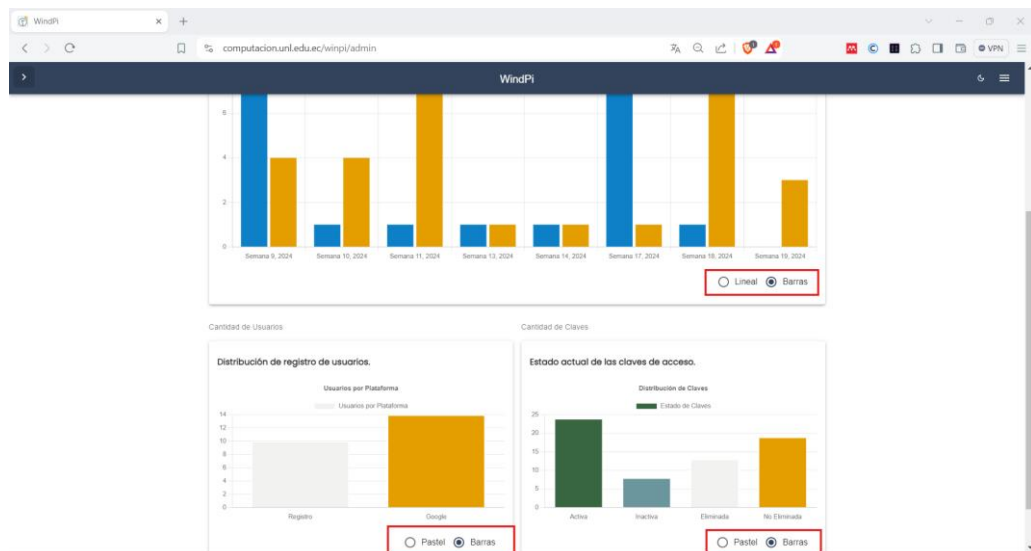 WindPi
computacion.unl.edu.ec/winpi/admin
VPN
WindPi
6
4
2
0
Semana 9, 2024 Semana 10, 2024 Semana 11, 2024 Semana 13, 2024 Semana 14, 2024 Semana 17, 2024 Semana 18, 2024 Semana 19, 2024
Lineal Barras
Cantidad de Usuarios
Distribución de registro de usuarios.
Usuarios por Plataforma
Usuarios por Plataforma
14
12
10
8
6
4
2
0
Registro Google
Pastel Barras
Cantidad de Claves
Estado actual de las claves de acceso.
Distribución de Claves
Estado de Claves
25
20
15
10
5
0
Activa Inactiva Eliminada No Eliminada
Pastel Barras